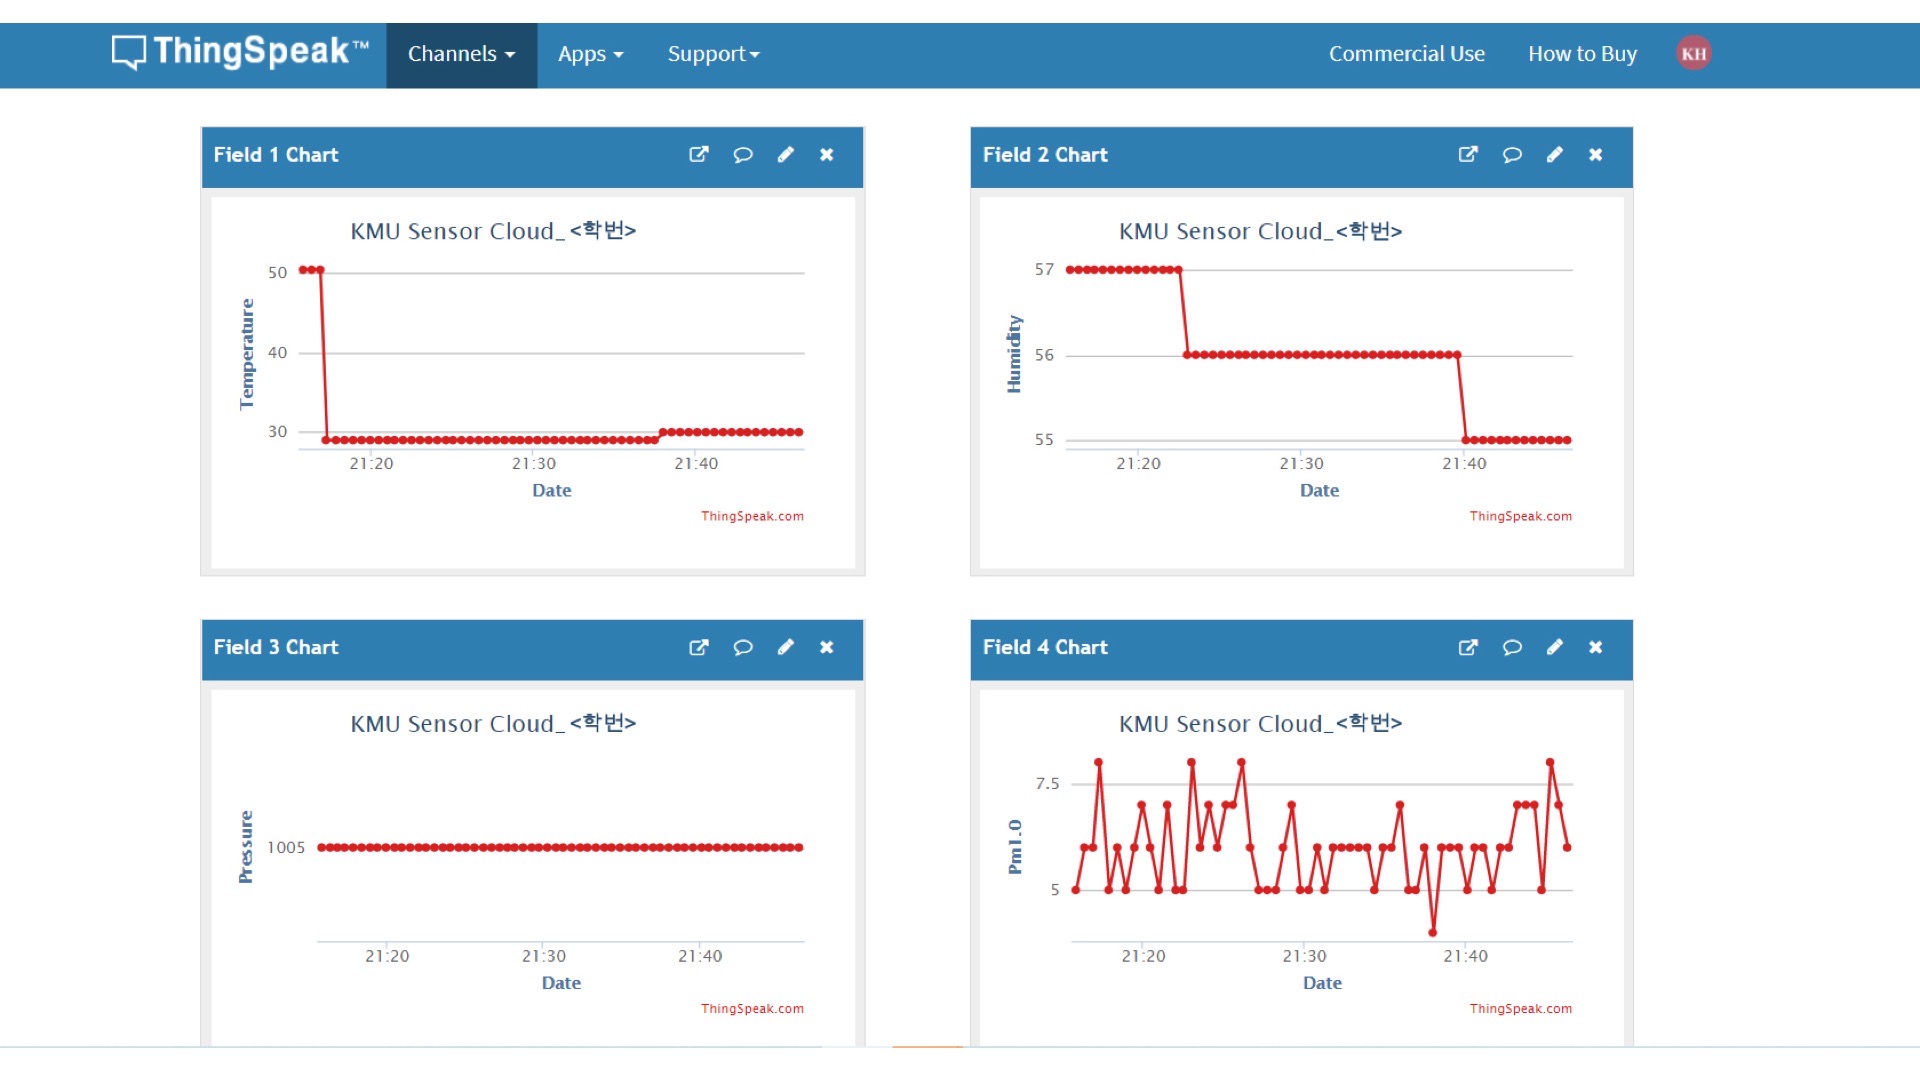 ThingSpeak™ Channels Apps Support Commercial Use How to Buy KH
Field 1 Chart
KMU Sensor Cloud_<학번>
Temperature
50
40
30
21:20 21:30 21:40
Date
ThingSpeak.com
Field 2 Chart
KMU Sensor Cloud_<학번>
Humidity
57
56
55
21:20 21:30 21:40
Date
ThingSpeak.com
Field 3 Chart
KMU Sensor Cloud_<학번>
Pressure
1005
21:20 21:30 21:40
Date
ThingSpeak.com
Field 4 Chart
KMU Sensor Cloud_<학번>
Pm1.0
7.5
5
21:20 21:30 21:40
Date
ThingSpeak.com